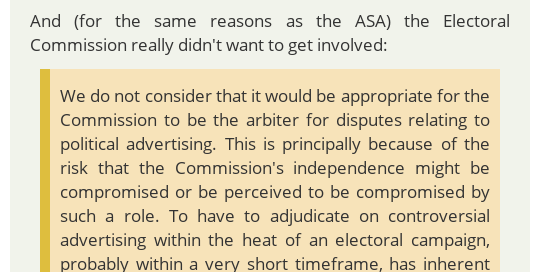 And (for the same reasons as the ASA) the Electoral
Commission really didn't want to get involved:
We do not consider that it would be appropriate for the
Commission to be the arbiter for disputes relating to
political advertising. This is principally because of the
risk that the Commission's independence might be
compromised or be perceived to be compromised by
such a role. To have to adjudicate on controversial
advertising within the heat of an electoral campaign,
probably within a very short timeframe, has inherent